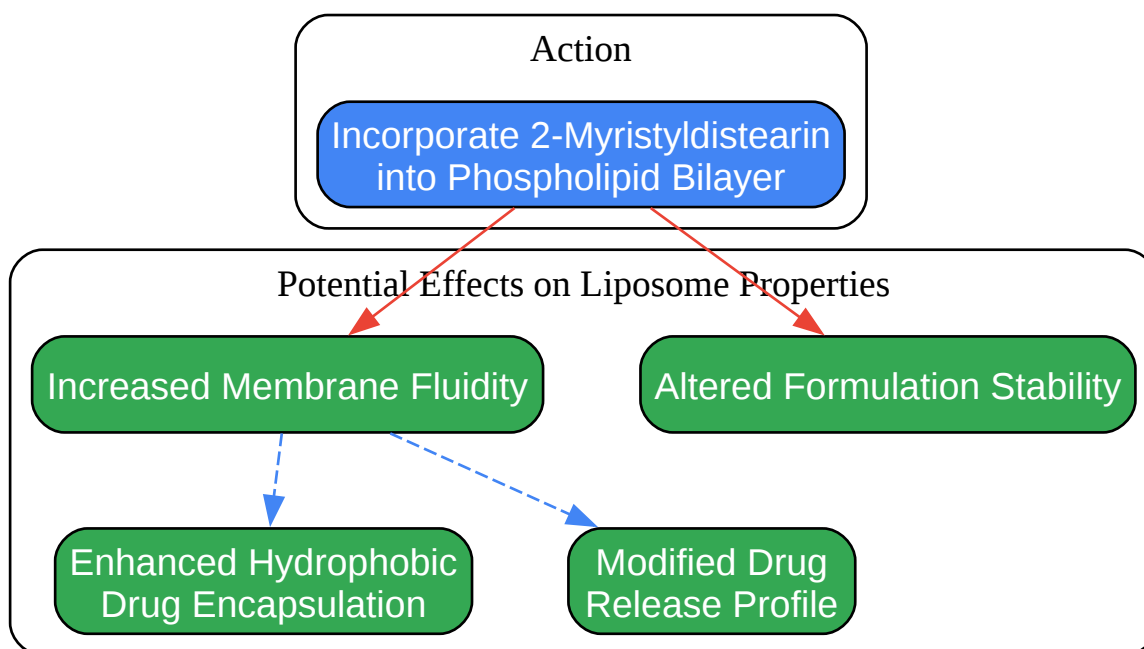 Action
Incorporate 2-Myristyldistearin
into Phospholipid Bilayer
Potential Effects on Liposome Properties
Increased Membrane Fluidity
Altered Formulation Stability
Enhanced Hydrophobic
Drug Encapsulation
Modified Drug
Release Profile